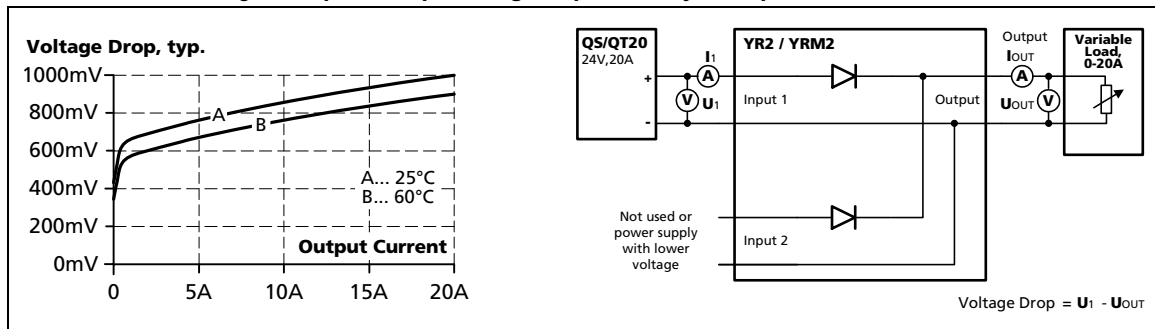 Voltage Drop, typ.
1000mV
800mV
600mV
400mV
200mV
0mV
A
B
A... 25°C
B... 60°C
Output Current
0
5A
10A
15A
20A
QS/QT20
24V,20A
+
-
I1
A
V
U1
YR2 / YRM2
Input 1
Output
Input 2
Not used or
power supply
with lower
voltage
Output
IOUT
A
UOUT
V
Variable
Load,
0-20A
Voltage Drop = U1 - UOUT